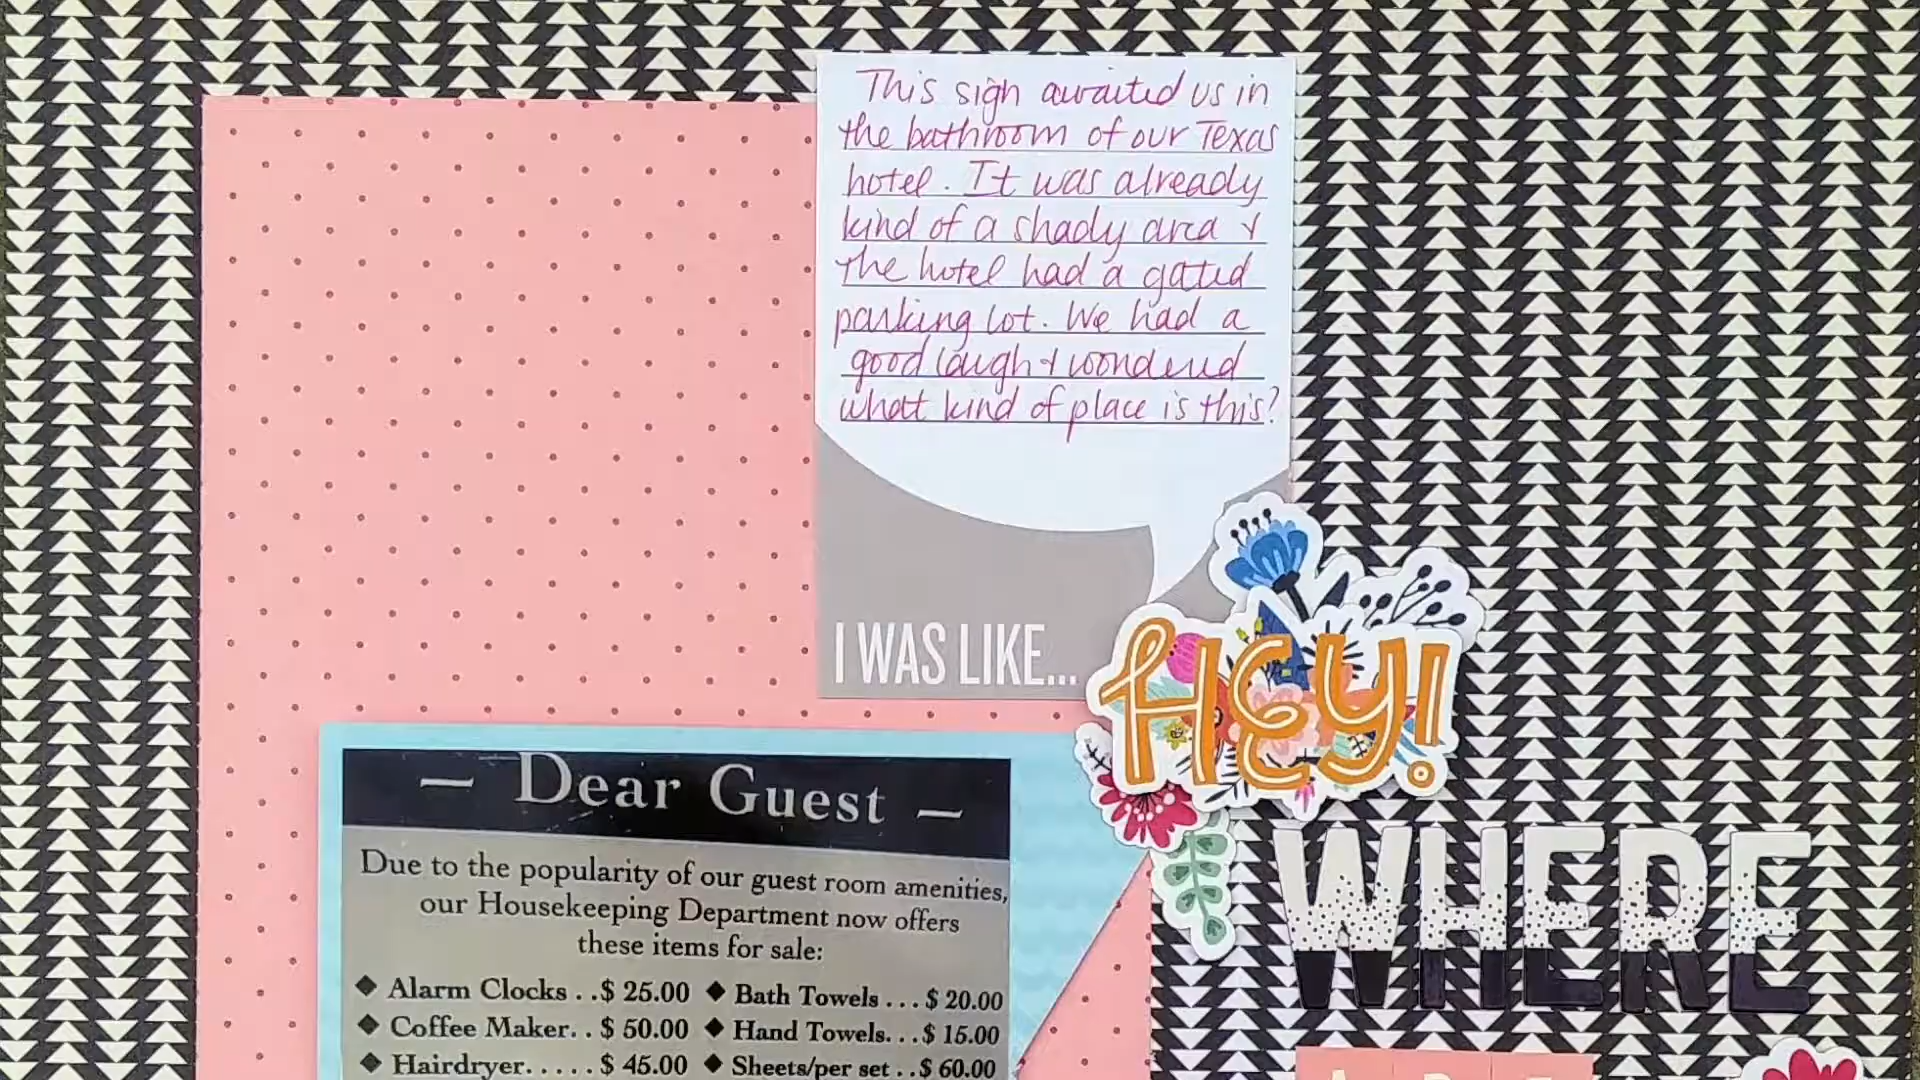 This sign awaited us in
the bathroom of our Texas
hotel. It was already
kind of a shady area &
the hotel had a gated
parking lot. We had a
good laugh & wondered
what kind of place is this?
I WAS LIKE...
HEY!
— Dear Guest —
Due to the popularity of our guest room amenities,
our Housekeeping Department now offers
these items for sale:
◆ Alarm Clocks . . $ 25.00 ◆ Bath Towels . . . $ 20.00
◆ Coffee Maker. . $ 50.00 ◆ Hand Towels. . . $ 15.00
◆ Hairdryer. . . . . $ 45.00 ◆ Sheets/per set . . $ 60.00
WHERE